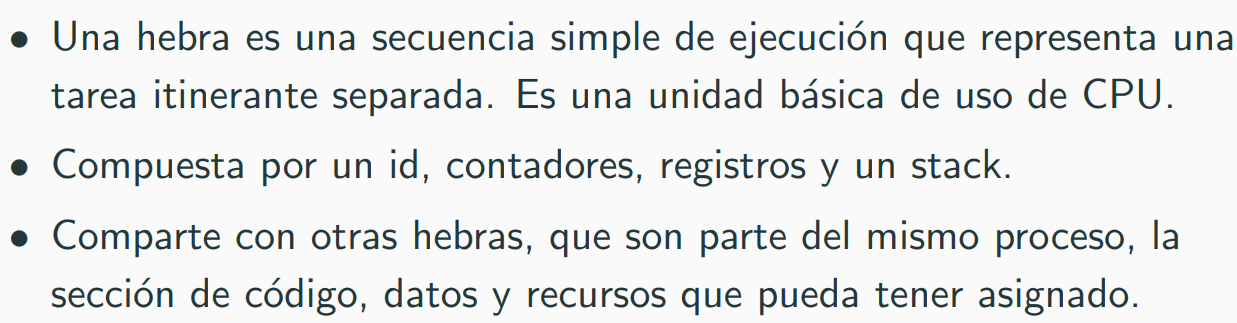 • Una hebra es una secuencia simple de ejecución que representa una
tarea itinerante separada. Es una unidad básica de uso de CPU.
• Compuesta por un id, contadores, registros y un stack.
• Comparte con otras hebras, que son parte del mismo proceso, la
sección de código, datos y recursos que pueda tener asignado.